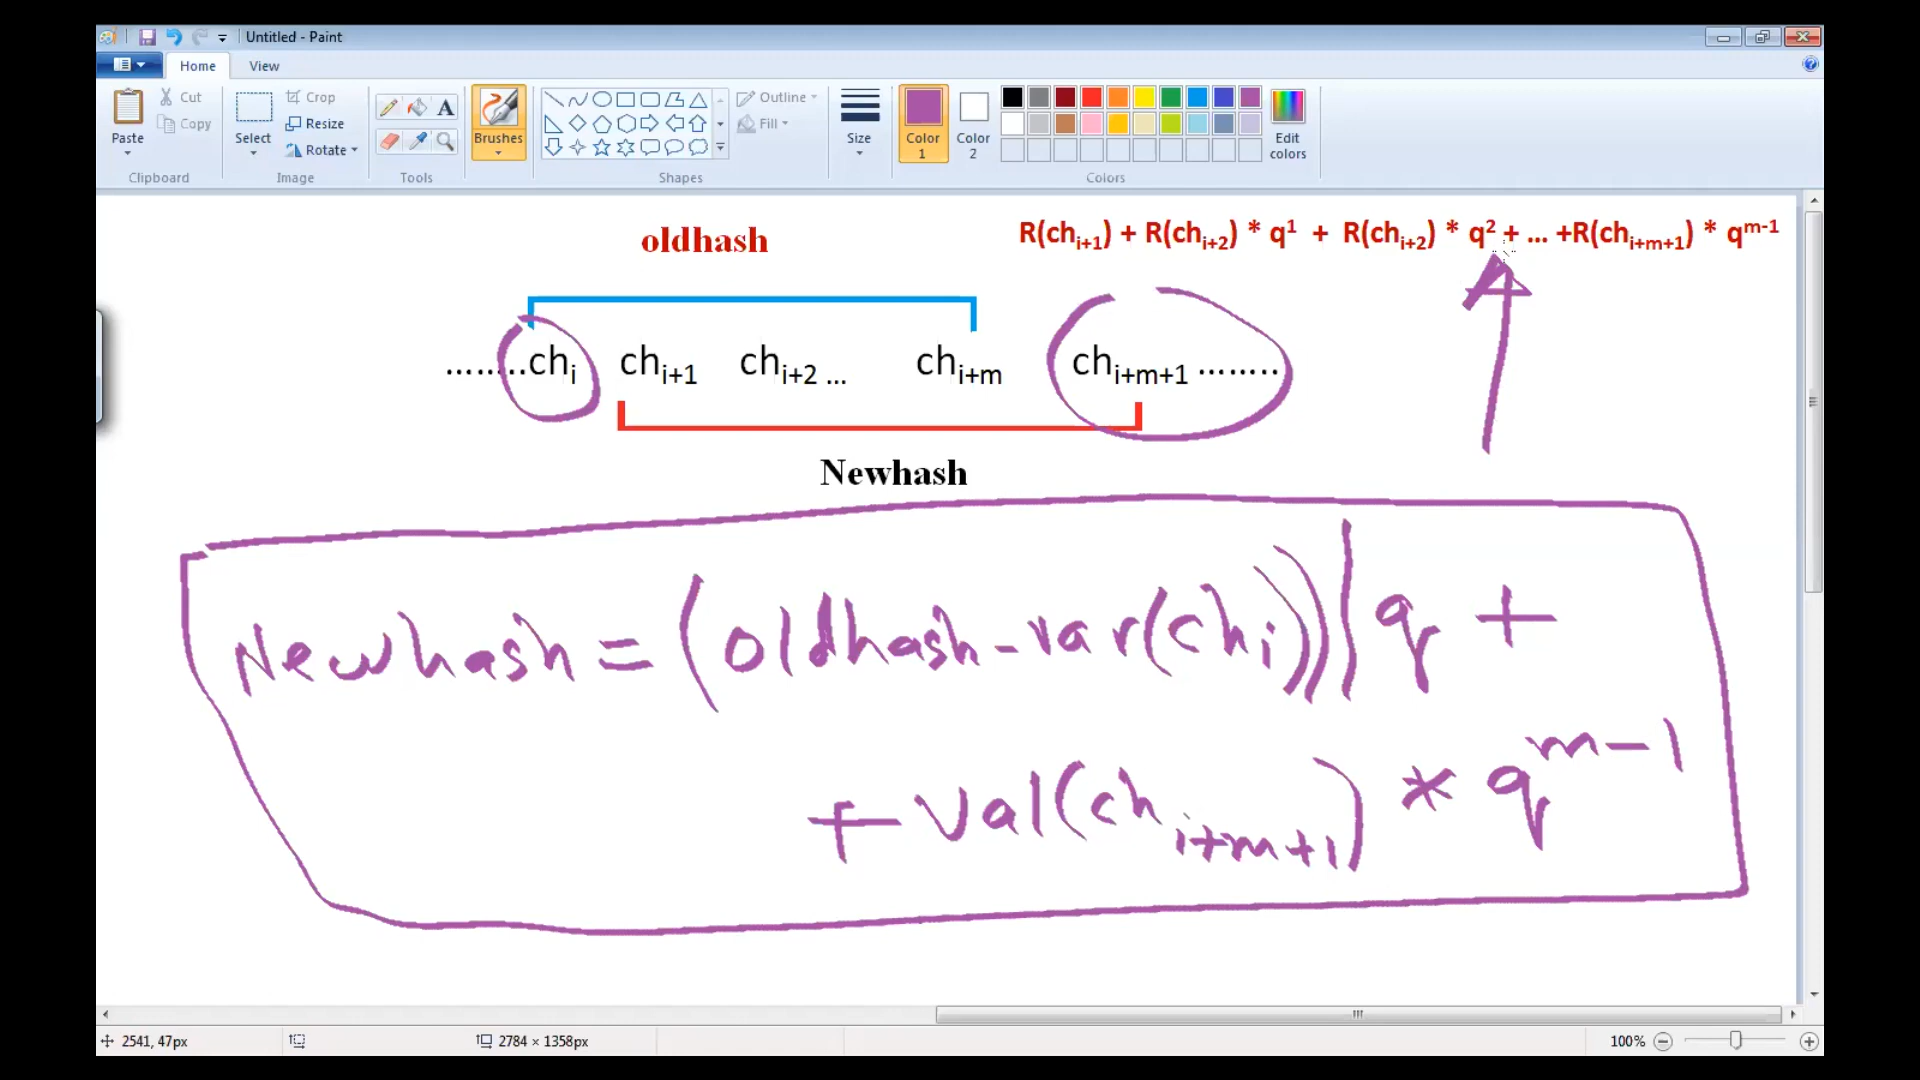 Untitled - Paint
Home View
Paste Cut Copy Select Crop Resize Rotate A Brushes Outline Fill Size Color 1 Color 2 Edit colors
Clipboard Image Tools Shapes Colors
oldhash R(chi+1) + R(chi+2) * q1 + R(chi+2) * q2 + ... +R(chi+m+1) * qm-1
........chi chi+1 chi+2 ... chi+m chi+m+1 ........
Newhash
Newhash = (oldhash-var(chi))|q +
+ val(chi+m+1) * qm-1
2541, 47px 2784 × 1358px 100%